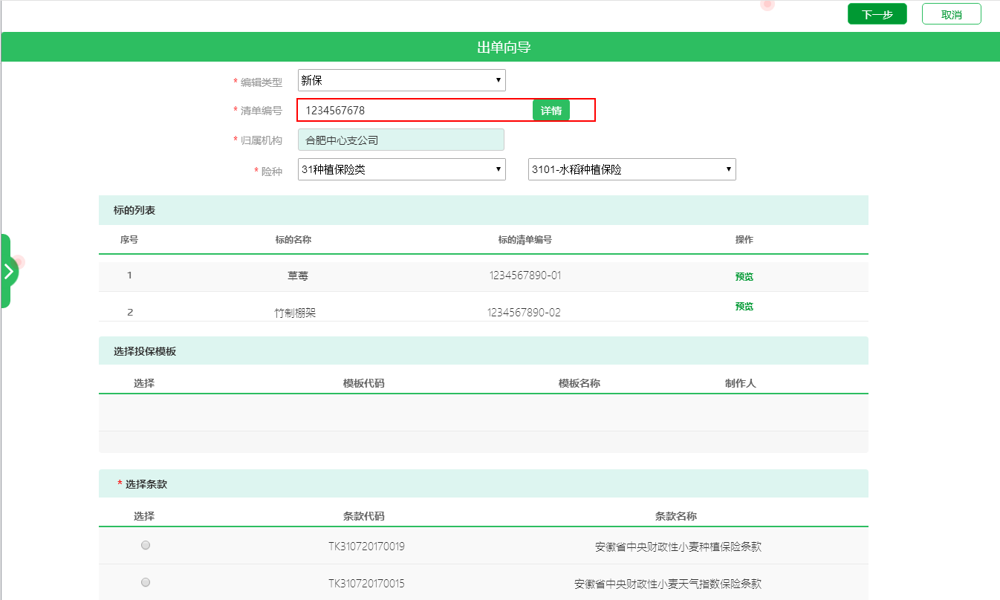 下一步 取消
出单向导
* 编辑类型 新保
* 清单编号 1234567678 详情
* 归属机构 合肥中心支公司
* 险种 31种植保险类 3101-水稻种植保险
标的列表
序号 标的名称 标的清单编号 操作
1 草莓 1234567890-01 预览
2 竹制棚架 1234567890-02 预览
选择投保模板
选择 模板代码 模板名称 制作人
* 选择条款
选择 条款代码 条款名称
TK310720170019 安徽省中央财政性小麦种植保险条款
TK310720170015 安徽省中央财政性小麦天气指数保险条款